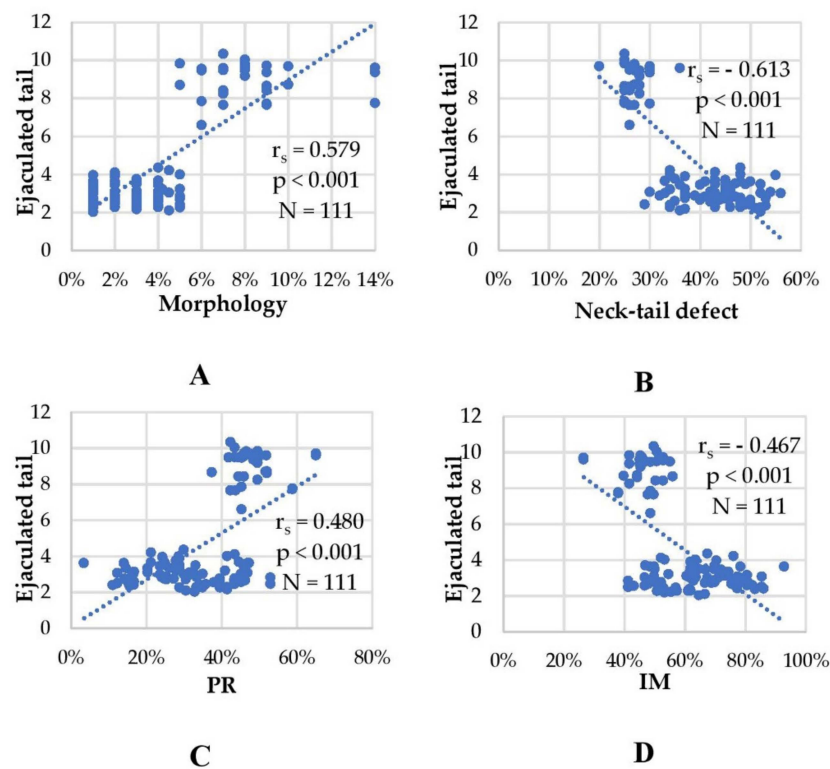 12
10
8
6
4
2
0
Ejaculated tail
r_s = 0.579
p < 0.001
N = 111
0% 2% 4% 6% 8% 10% 12% 14%
Morphology
A
12
10
8
6
4
2
0
Ejaculated tail
r_s = - 0.613
p < 0.001
N = 111
0% 10% 20% 30% 40% 50% 60%
Neck-tail defect
B
12
10
8
6
4
2
0
Ejaculated tail
r_s = 0.480
p < 0.001
N = 111
0% 20% 40% 60% 80%
PR
C
12
10
8
6
4
2
0
Ejaculated tail
r_s = - 0.467
p < 0.001
N = 111
0% 20% 40% 60% 80% 100%
IM
D